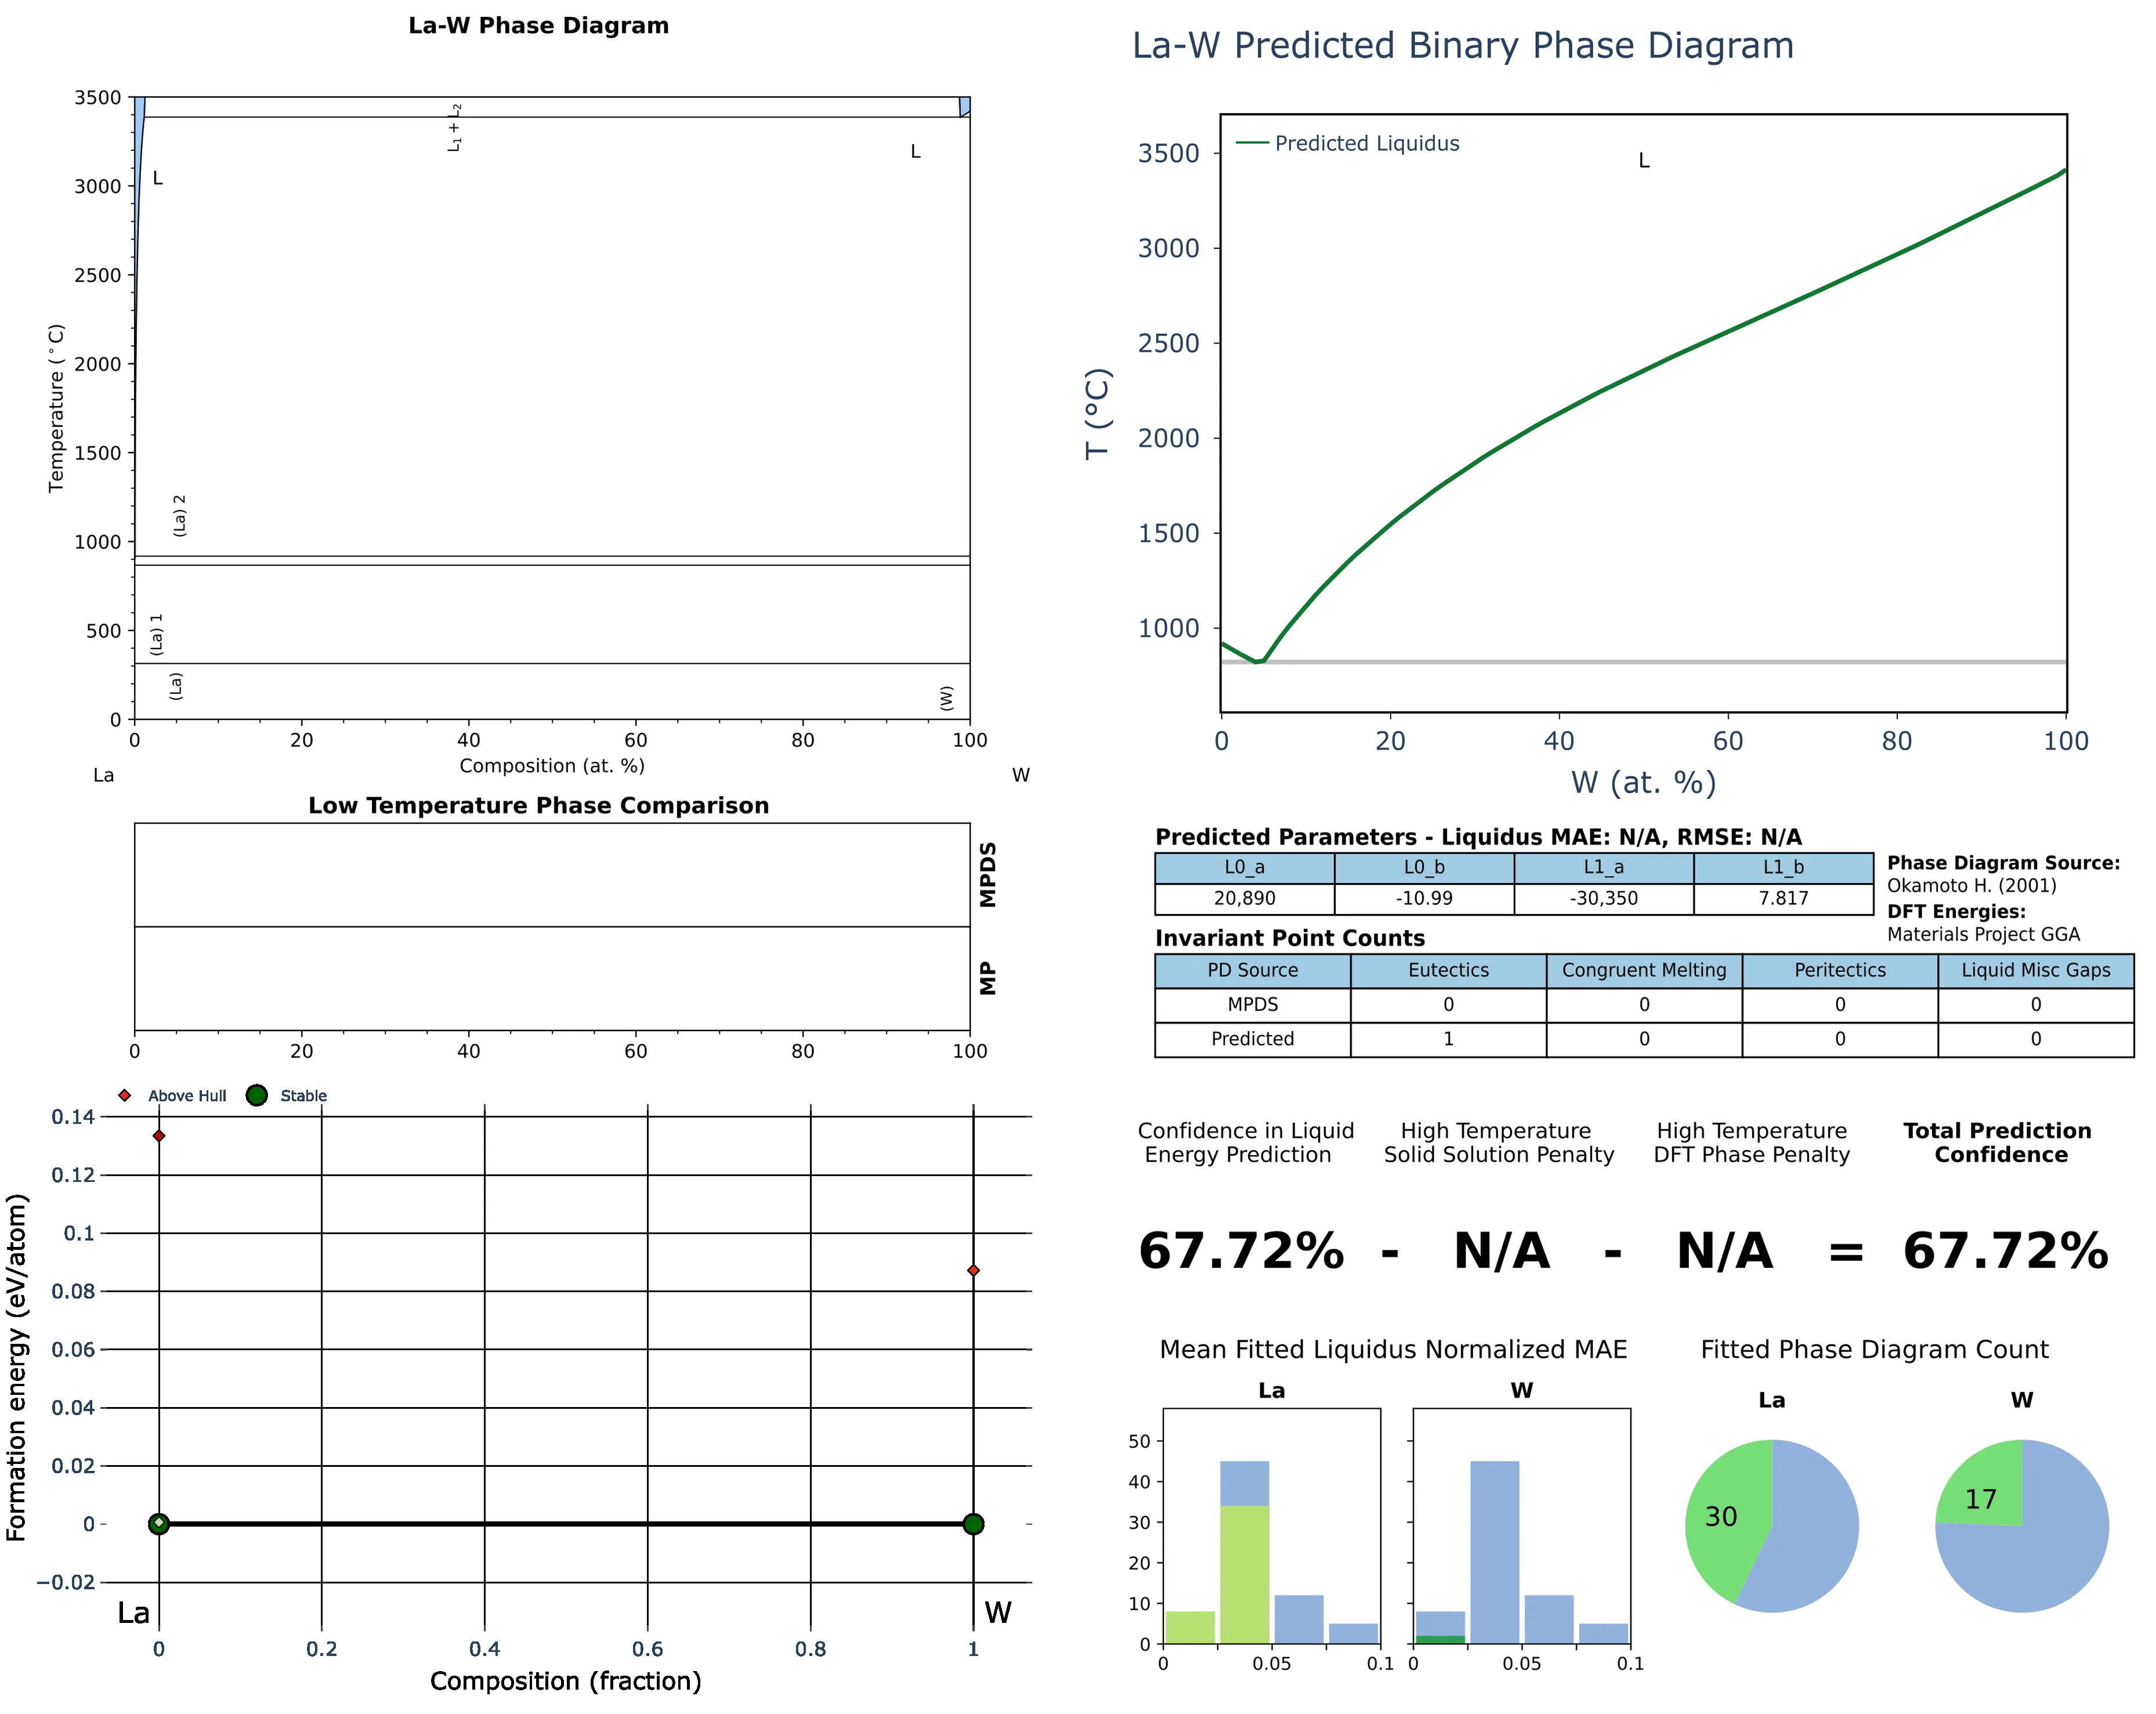 La-W Phase Diagram
3500
3000
2500
2000
1500
1000
500
0
Temperature (°C)
L
L1 + L2
L
(La) 2
(La) 1
(La)
(W)
0 20 40 60 80 100
Composition (at. %)
La W
Low Temperature Phase Comparison
MPDS
MP
0 20 40 60 80 100
Above Hull Stable
0.14
0.12
0.1
0.08
0.06
0.04
0.02
0
−0.02
Formation energy (eV/atom)
La W
0 0.2 0.4 0.6 0.8 1
Composition (fraction)
La-W Predicted Binary Phase Diagram
Predicted Liquidus
L
3500
3000
2500
2000
1500
1000
T (°C)
0 20 40 60 80 100
W (at. %)
Predicted Parameters - Liquidus MAE: N/A, RMSE: N/A
L0_a L0_b L1_a L1_b
20,890 -10.99 -30,350 7.817
Phase Diagram Source:
Okamoto H. (2001)
DFT Energies:
Materials Project GGA
Invariant Point Counts
PD Source Eutectics Congruent Melting Peritectics Liquid Misc Gaps
MPDS 0 0 0 0
Predicted 1 0 0 0
Confidence in Liquid
Energy Prediction
High Temperature
Solid Solution Penalty
High Temperature
DFT Phase Penalty
Total Prediction
Confidence
67.72% - N/A - N/A = 67.72%
Mean Fitted Liquidus Normalized MAE
La W
50
40
30
20
10
0
0 0.05 0.1 0 0.05 0.1
Fitted Phase Diagram Count
La W
30 17